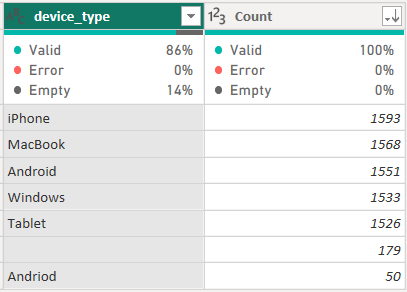 ABC device_type 123 Count
Valid 86% Valid 100%
Error 0% Error 0%
Empty 14% Empty 0%
iPhone 1593
MacBook 1568
Android 1551
Windows 1533
Tablet 1526
179
Andriod 50